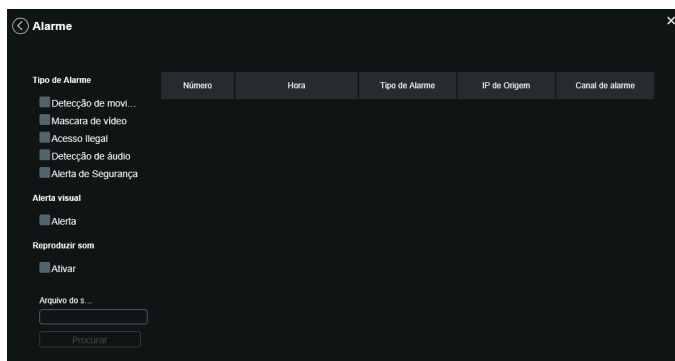 Alarme
Tipo de Alarme
Detecção de movi...
Mascara de vídeo
Acesso Ilegal
Detecção de áudio
Alerta de Segurança
Alerta visual
Alerta
Reproduzir som
Ativar
Arquivo do s...
Procurar
Número Hora Tipo de Alarme IP de Origem Canal de alarme